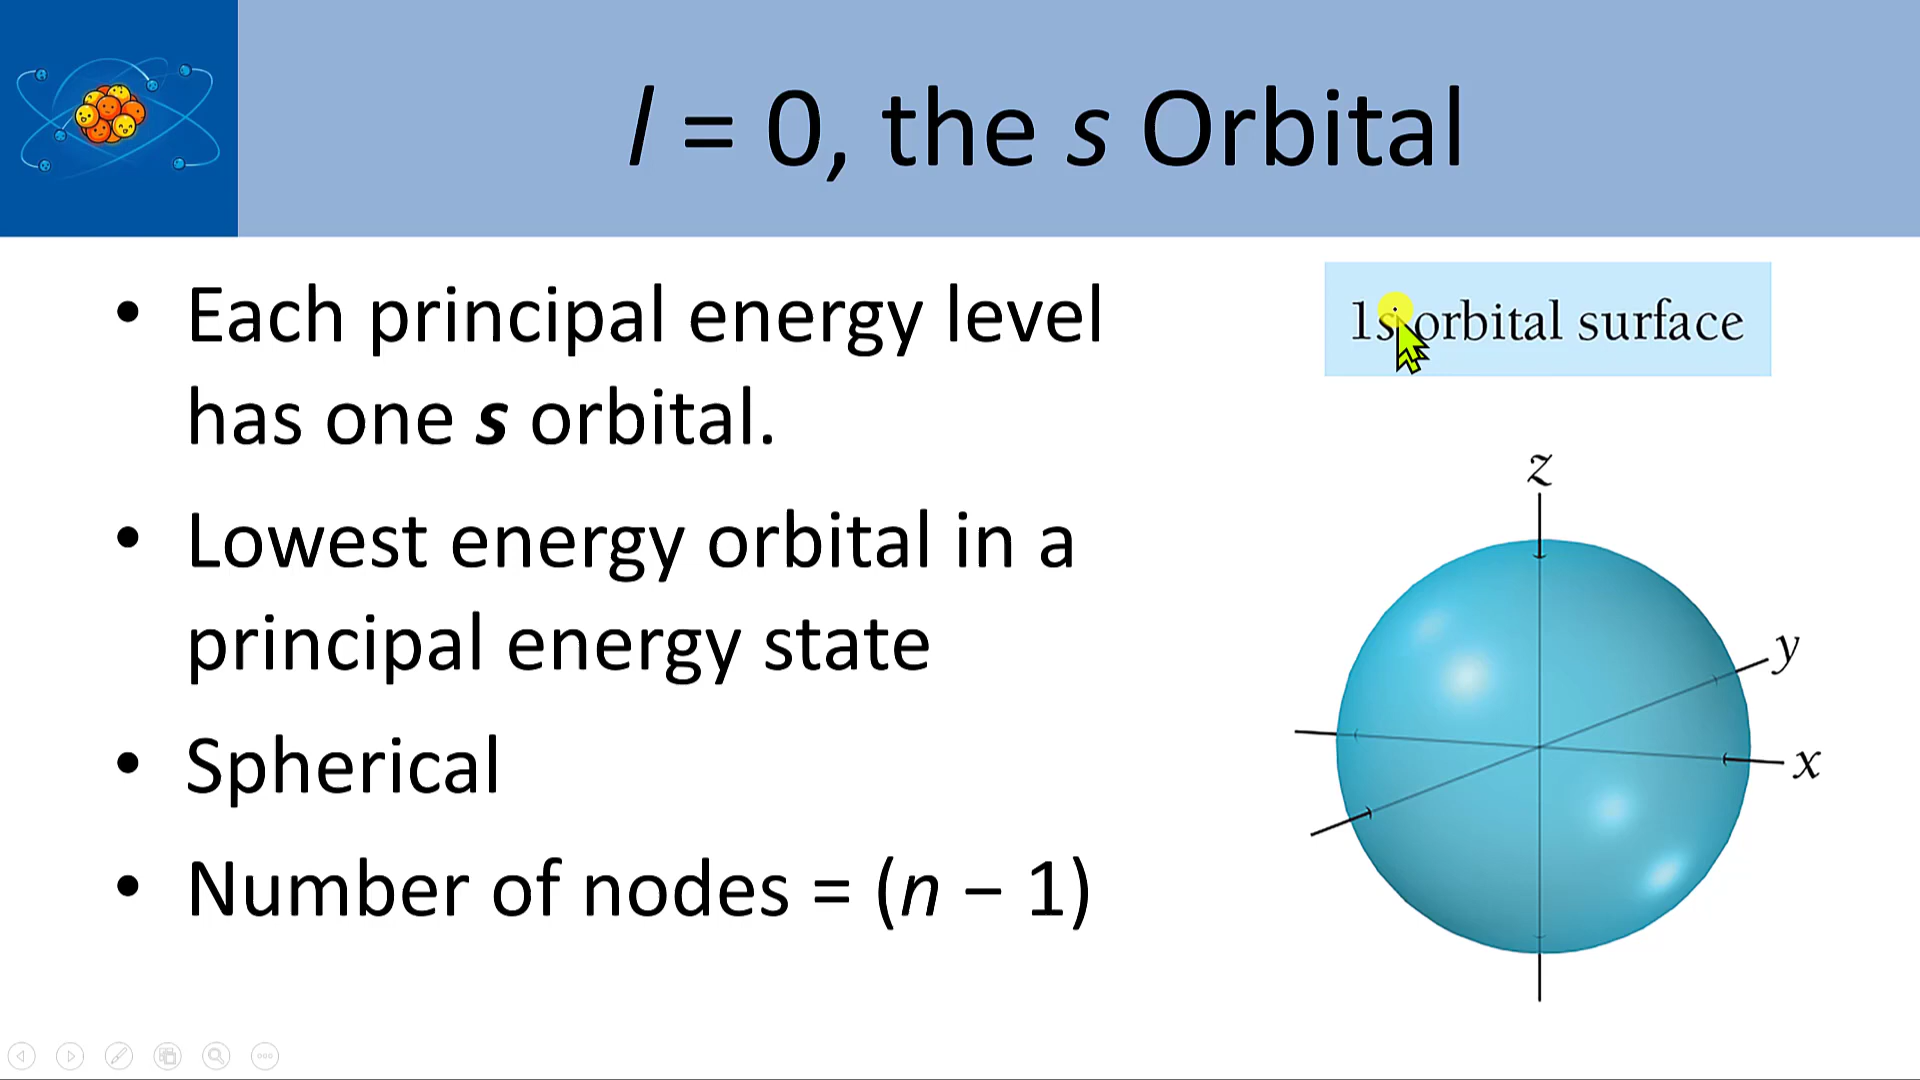 l = 0, the s Orbital
• Each principal energy level
has one s orbital.
• Lowest energy orbital in a
principal energy state
• Spherical
• Number of nodes = (n − 1)
1s orbital surface
z
y
x